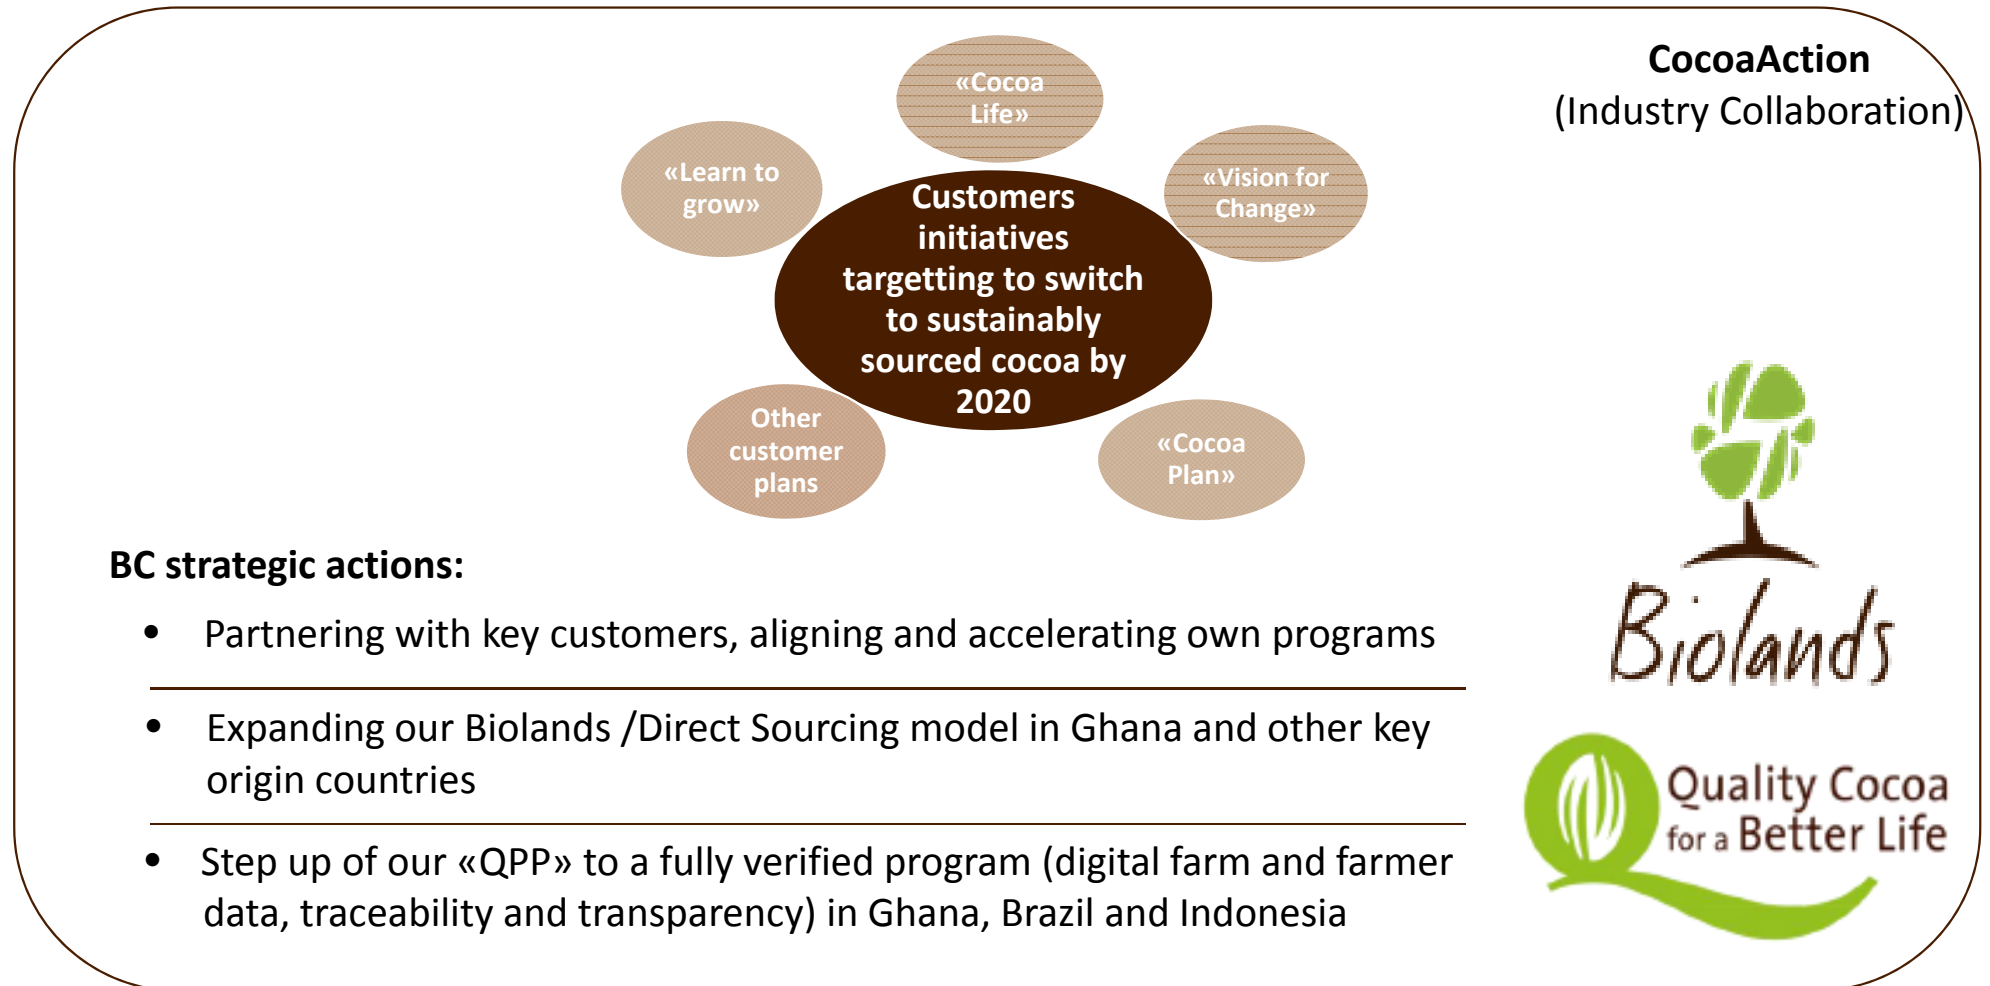 CocoaAction
(Industry Collaboration)
«Cocoa
Life»
«Learn to
grow»
«Vision for
Change»
Customers
initiatives
targetting to switch
to sustainably
sourced cocoa by
2020
Other
customer
plans
«Cocoa
Plan»
BC strategic actions:
• Partnering with key customers, aligning and accelerating own programs
• Expanding our Biolands /Direct Sourcing model in Ghana and other key
origin countries
• Step up of our «QPP» to a fully verified program (digital farm and farmer
data, traceability and transparency) in Ghana, Brazil and Indonesia
Biolands
Quality Cocoa
for a Better Life